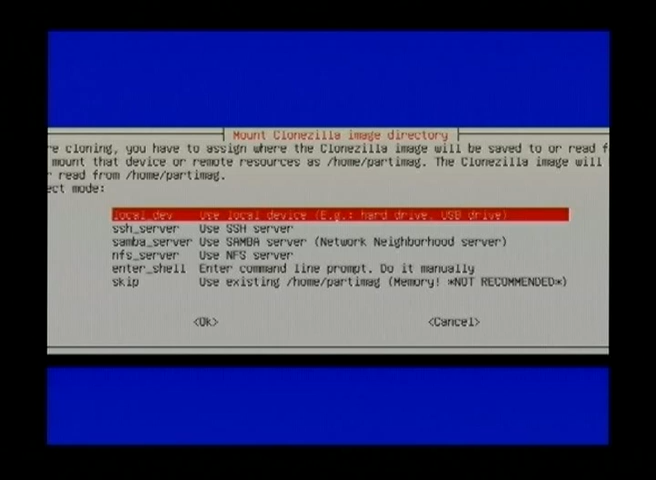 Mount Clonezilla image directory
re cloning, you have to assign where the Clonezilla image will be saved to or read f
mount that device or remote resources as /home/partimag. The Clonezilla image will
r read from /home/partimag.
ect mode:
local_dev Use local device (E.g.: hard drive, USB drive)
ssh_server Use SSH server
samba_server Use SAMBA server (Network Neighborhood server)
nfs_server Use NFS server
enter_shell Enter command line prompt. Do it manually
skip Use existing /home/partimag (Memory! *NOT RECOMMENDED*)
<Ok> <Cancel>